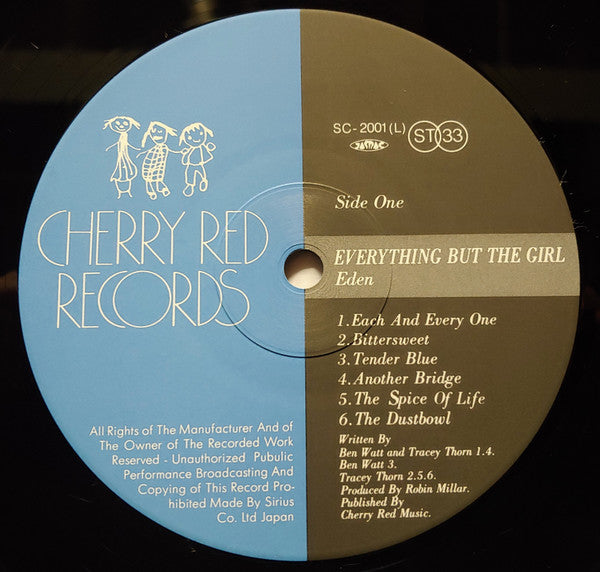 CHERRY RED
RECORDS
All Rights of The Manufacturer And of
The Owner of The Recorded Work
Reserved - Unauthorized Pubulic
Performance Broadcasting And
Copying of This Record Pro-
hibited Made By Sirius
Co. Ltd Japan
SC-2001(L) ST 33
JASRAC
Side One
EVERYTHING BUT THE GIRL
Eden
1.Each And Every One
2.Bittersweet
3.Tender Blue
4.Another Bridge
5.The Spice Of Life
6.The Dustbowl
Written By
Ben Watt and Tracey Thorn 1.4.
Ben Watt 3.
Tracey Thorn 2.5.6.
Produced By Robin Millar.
Published By
Cherry Red Music.